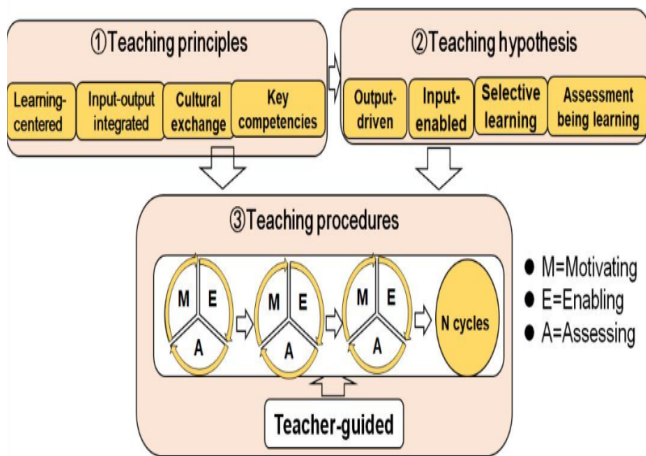 ①Teaching principles
Learning-
centered
Input-output
integrated
Cultural
exchange
Key
competencies
②Teaching hypothesis
Output-
driven
Input-
enabled
Selective
learning
Assessment
being learning
③Teaching procedures
M E
A
M E
A
M E
A
N cycles
Teacher-guided
● M=Motivating
● E=Enabling
● A=Assessing